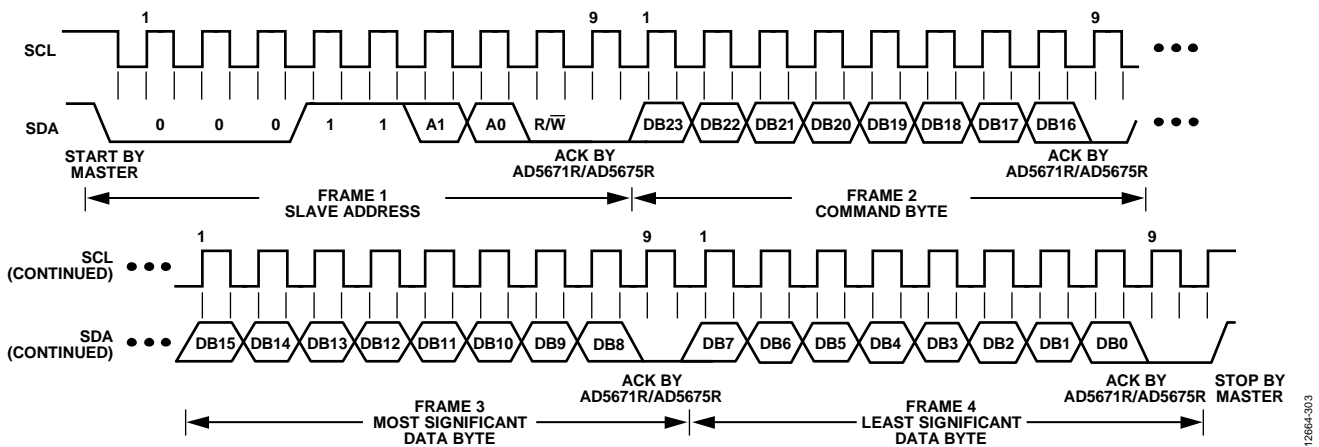 1 9 1 9
SCL
SDA
0 0 0 1 1 A1 A0 R/W̅ DB23 DB22 DB21 DB20 DB19 DB18 DB17 DB16
START BY
MASTER
ACK BY
AD5671R/AD5675R
ACK BY
AD5671R/AD5675R
FRAME 1
SLAVE ADDRESS
FRAME 2
COMMAND BYTE
1 9 1 9
SCL
(CONTINUED)
SDA
(CONTINUED)
DB15 DB14 DB13 DB12 DB11 DB10 DB9 DB8 DB7 DB6 DB5 DB4 DB3 DB2 DB1 DB0
ACK BY
AD5671R/AD5675R
ACK BY
AD5671R/AD5675R
STOP BY
MASTER
FRAME 3
MOST SIGNIFICANT
DATA BYTE
FRAME 4
LEAST SIGNIFICANT
DATA BYTE
12664-303